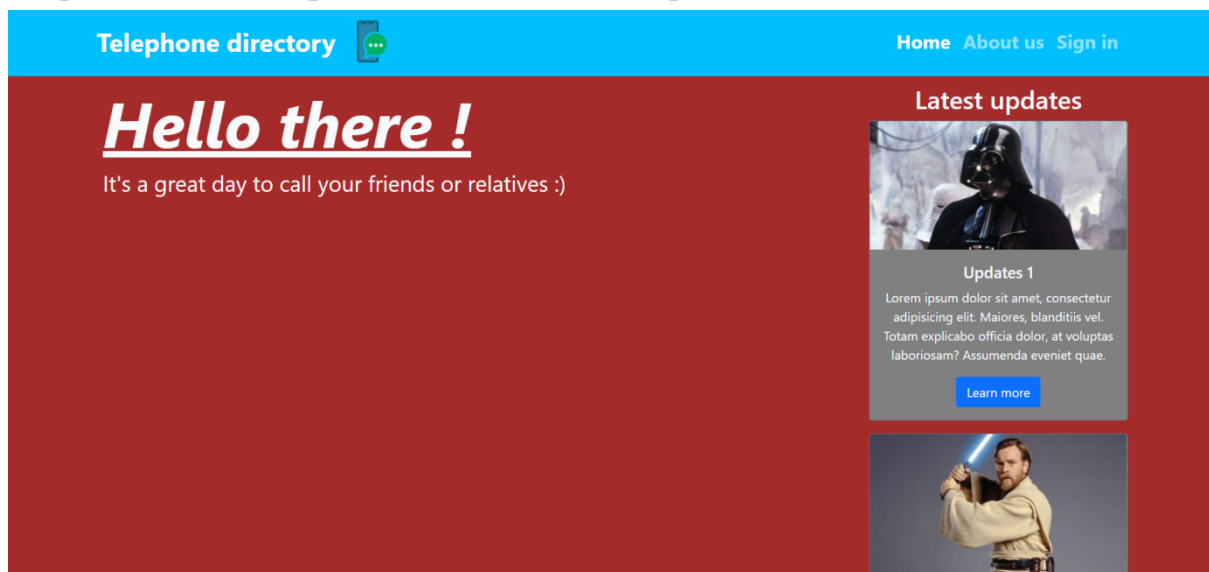 Telephone directory
Home About us Sign in
Hello there !
It's a great day to call your friends or relatives :)
Latest updates
Updates 1
Lorem ipsum dolor sit amet, consectetur
adipisicing elit. Maiores, blanditiis vel.
Totam explicabo officia dolor, at voluptas
laboriosam? Assumenda eveniet quae.
Learn more